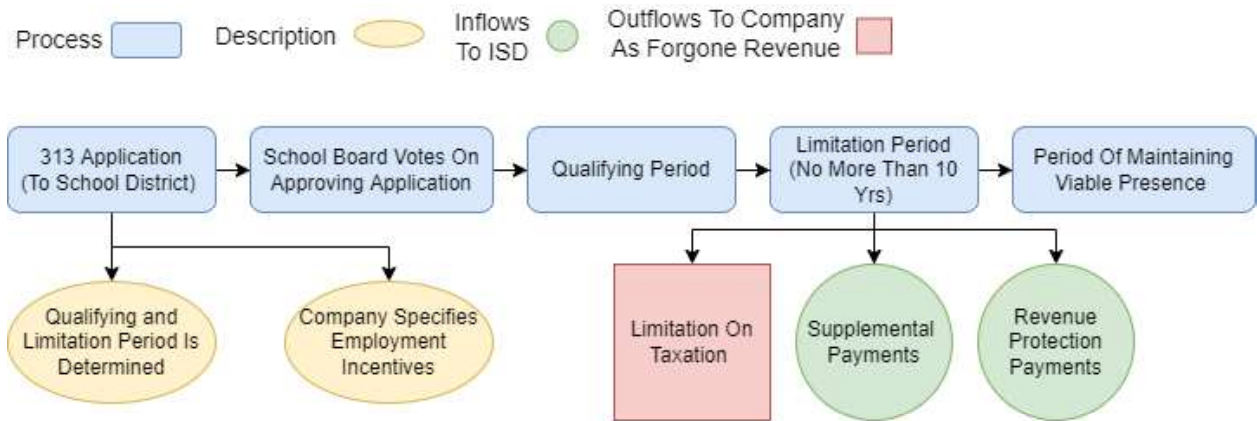 Process
Description
Inflows
To ISD
Outflows To Company
As Forgone Revenue
313 Application
(To School District)
School Board Votes On
Approving Application
Qualifying Period
Limitation Period
(No More Than 10
Yrs)
Period Of Maintaining
Viable Presence
Qualifying and
Limitation Period Is
Determined
Company Specifies
Employment
Incentives
Limitation On
Taxation
Supplemental
Payments
Revenue
Protection
Payments